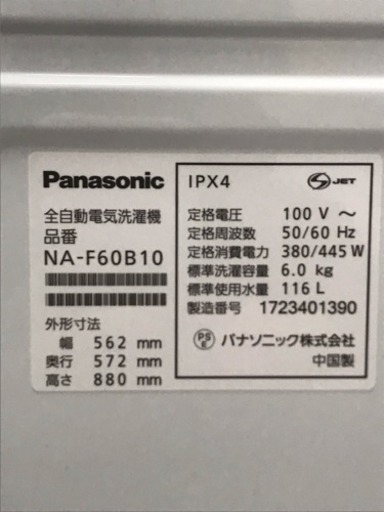 Panasonic
全自動電気洗濯機
品番
NA-F60B10
外形寸法
幅 562 mm
奥行 572 mm
高さ 880 mm
IPX4
S JET
定格電圧 100 V ～
定格周波数 50/60 Hz
定格消費電力 380/445 W
標準洗濯容量 6.0 kg
標準使用水量 116 L
製造番号 1723401390
PS E パナソニック株式会社
中国製